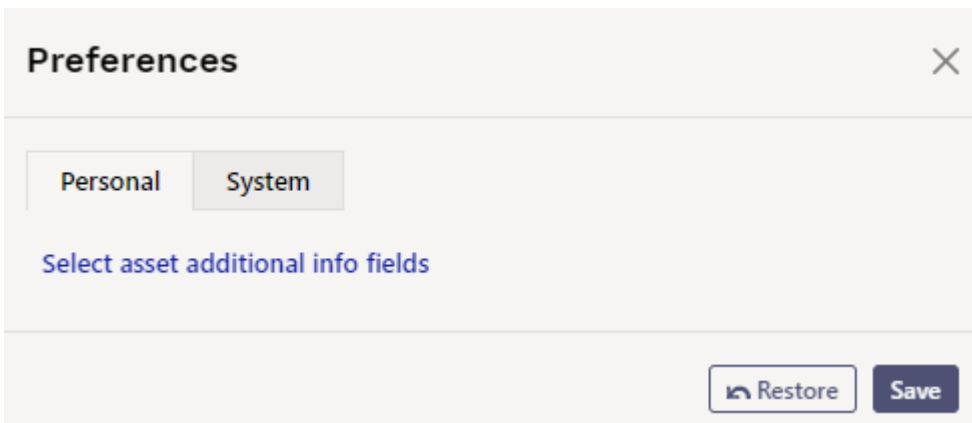 Preferences
Personal System
Select asset additional info fields
Restore Save